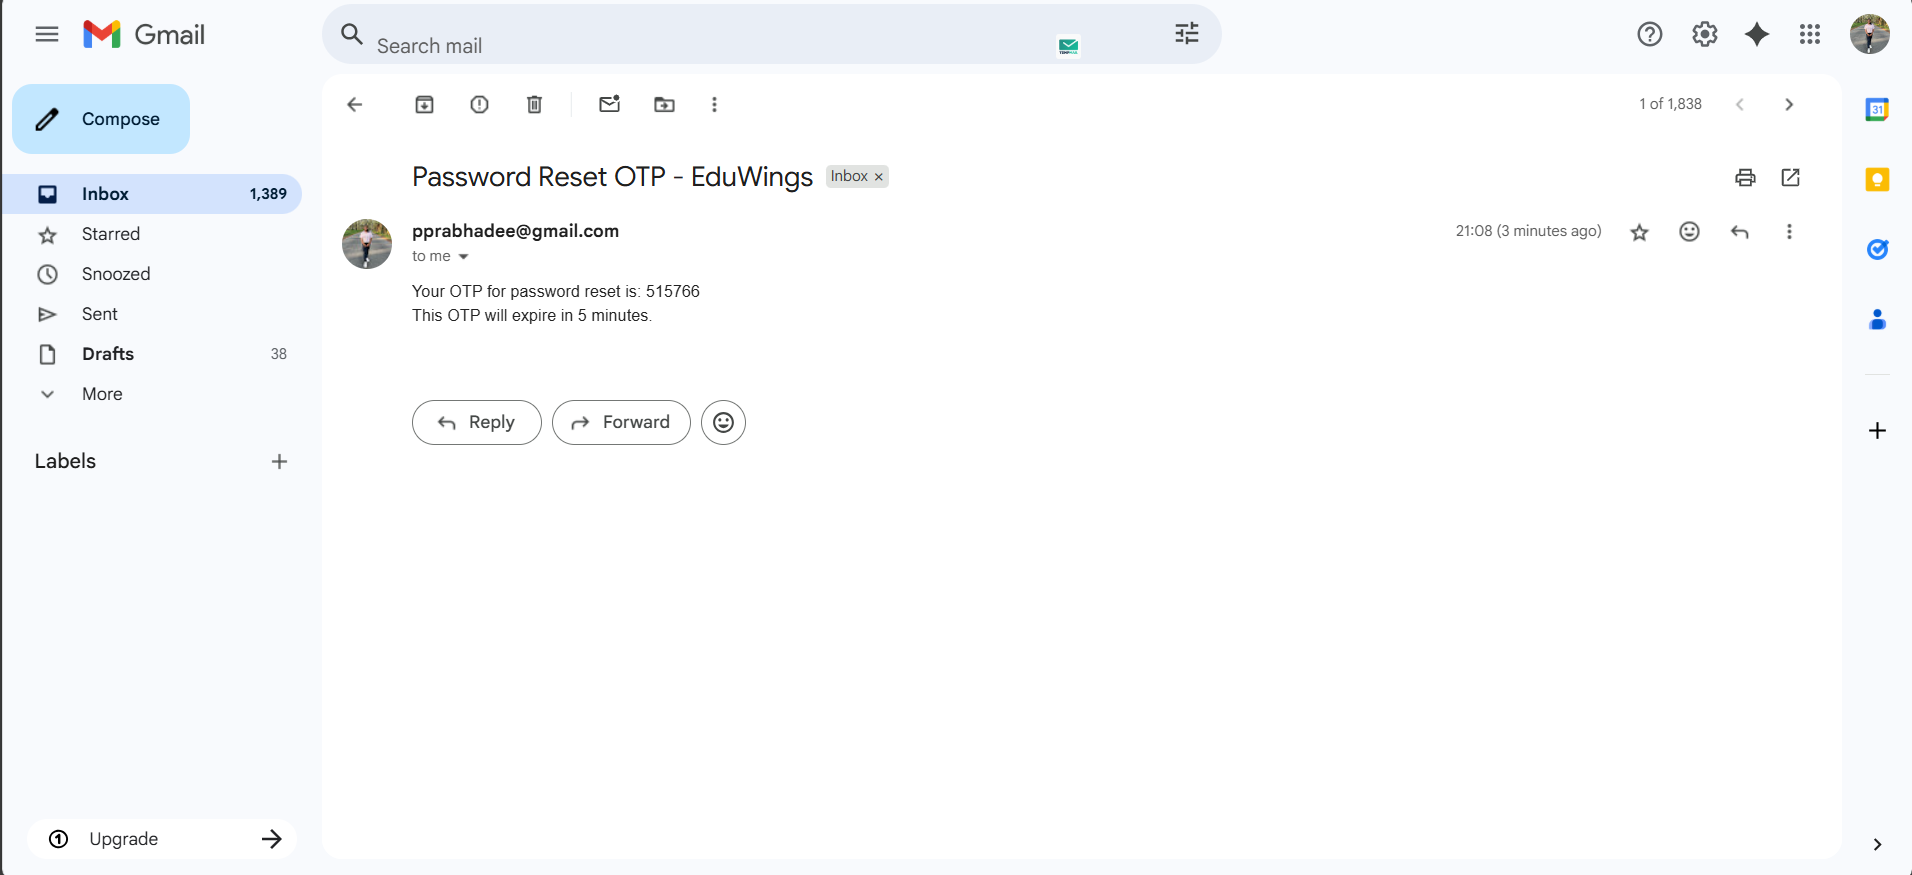 Gmail
Search mail
Compose
Inbox 1,389
Starred
Snoozed
Sent
Drafts 38
More
Labels
Upgrade
1 of 1,838
Password Reset OTP - EduWings Inbox ×
pprabhadee@gmail.com 21:08 (3 minutes ago)
to me
Your OTP for password reset is: 515766
This OTP will expire in 5 minutes.
Reply Forward
31